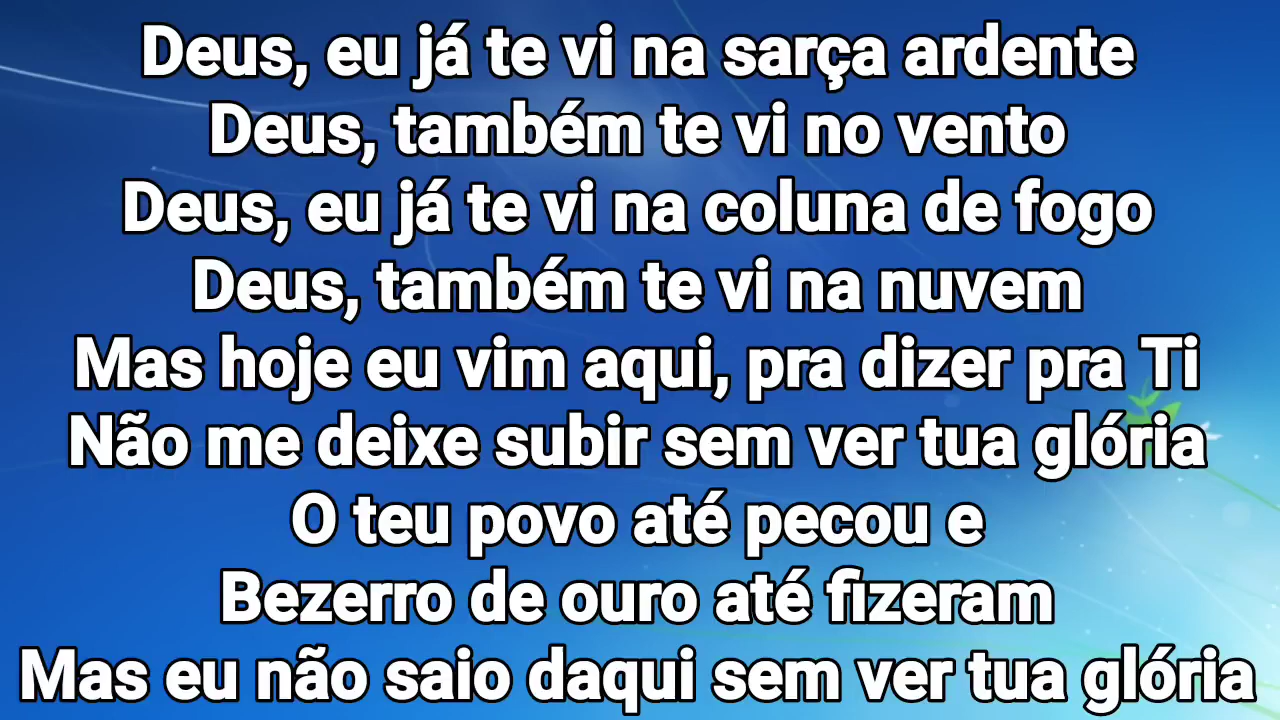 Deus, eu já te vi na sarça ardente
Deus, também te vi no vento
Deus, eu já te vi na coluna de fogo
Deus, também te vi na nuvem
Mas hoje eu vim aqui, pra dizer pra Ti
Não me deixe subir sem ver tua glória
O teu povo até pecou e
Bezerro de ouro até fizeram
Mas eu não saio daqui sem ver tua glória